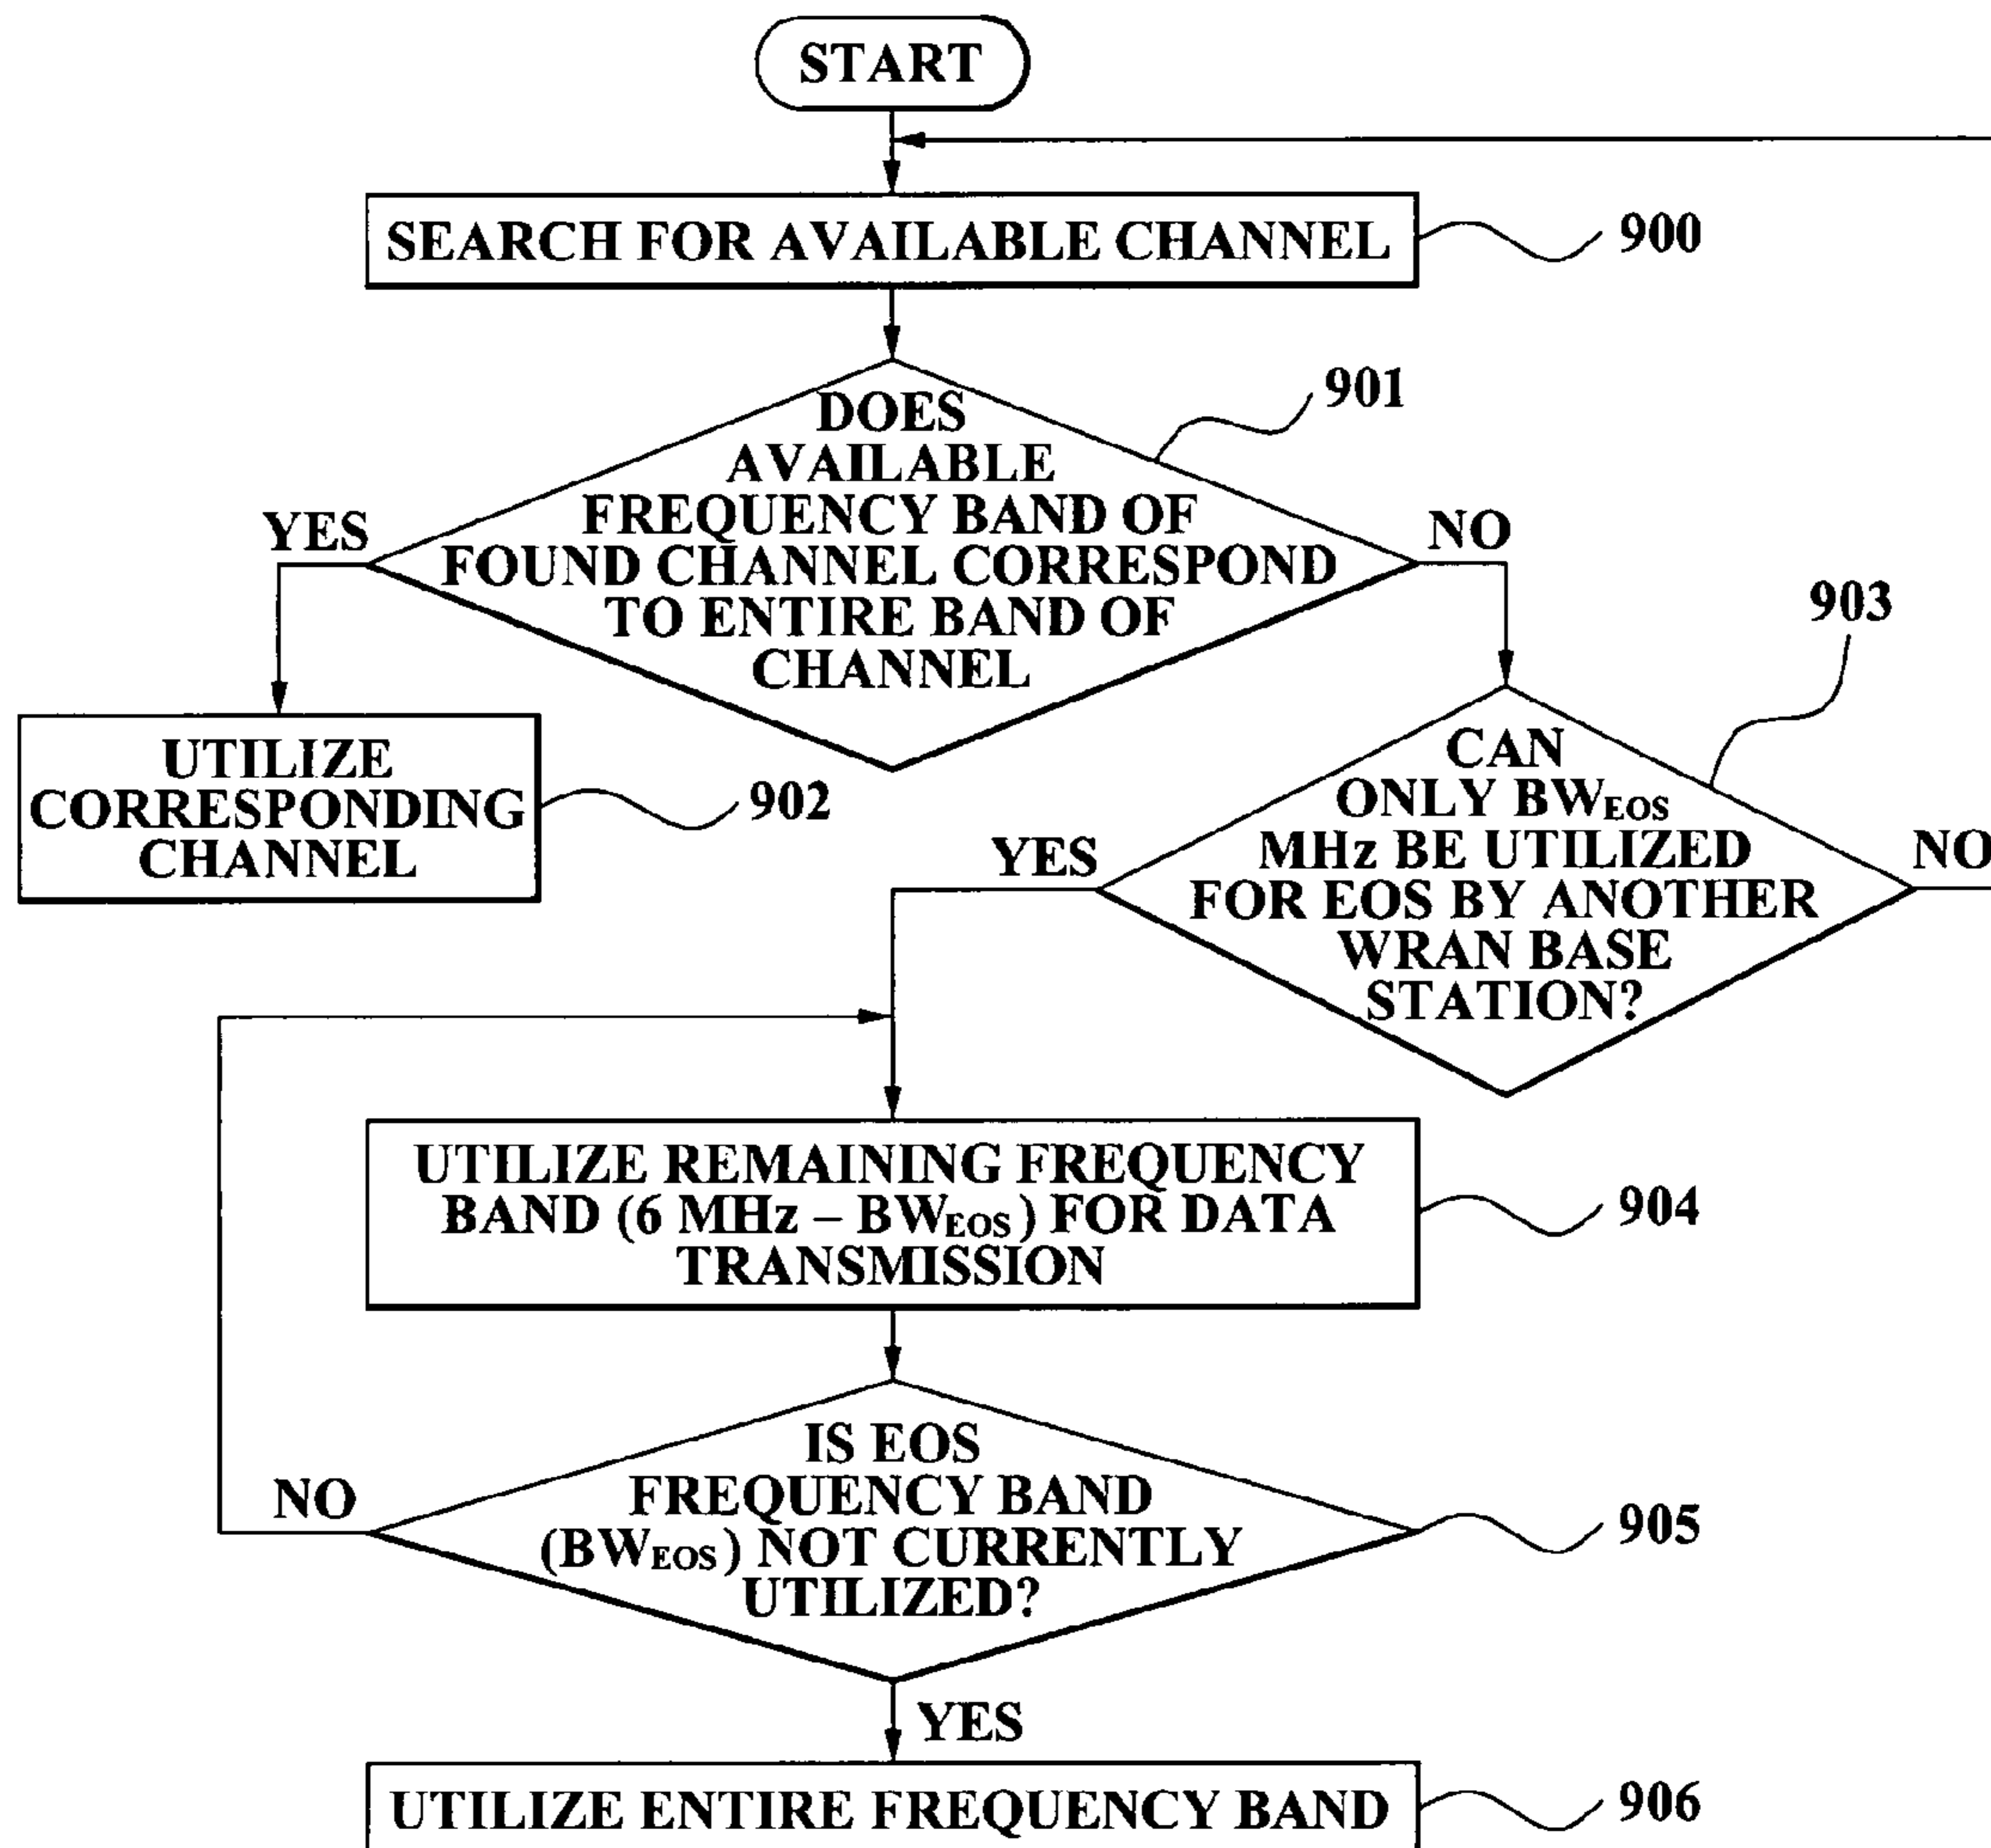 START
SEARCH FOR AVAILABLE CHANNEL
900
DOES
AVAILABLE
FREQUENCY BAND OF
FOUND CHANNEL CORRESPOND
TO ENTIRE BAND OF
CHANNEL
901
YES
NO
UTILIZE
CORRESPONDING
CHANNEL
902
903
CAN
ONLY BWEOS
MHz BE UTILIZED
FOR EOS BY ANOTHER
WRAN BASE
STATION?
YES
NO
UTILIZE REMAINING FREQUENCY
BAND (6 MHz – BWEOS) FOR DATA
TRANSMISSION
904
IS EOS
FREQUENCY BAND
(BWEOS) NOT CURRENTLY
UTILIZED?
905
NO
YES
UTILIZE ENTIRE FREQUENCY BAND
906